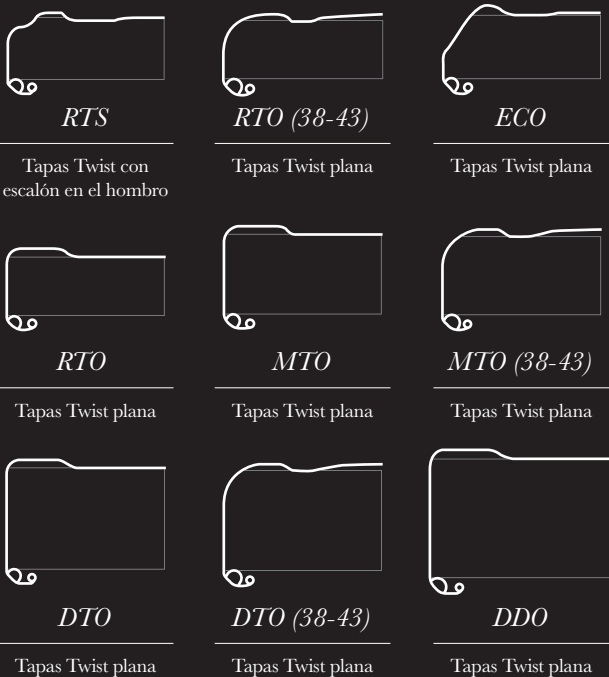 RTS
RTO (38-43)
ECO
Tapas Twist con
escalón en el hombro
Tapas Twist plana
Tapas Twist plana
RTO
MTO
MTO (38-43)
Tapas Twist plana
Tapas Twist plana
Tapas Twist plana
DTO
DTO (38-43)
DDO
Tapas Twist plana
Tapas Twist plana
Tapas Twist plana